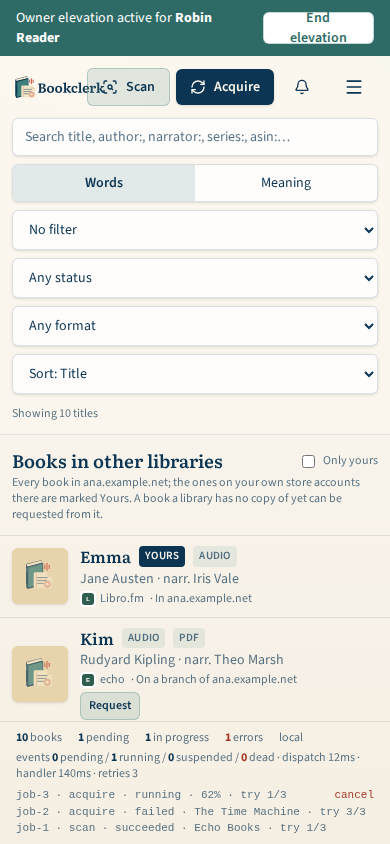 Owner elevation active for Robin
Reader
End
elevation
Bookclerk
Scan
Acquire
Search title, author:, narrator:, series:, asin:…
Words
Meaning
No filter
Any status
Any format
Sort: Title
Showing 10 titles
Books in other libraries
Only yours
Every book in ana.example.net; the ones on your own store accounts
there are marked Yours. A book a library has no copy of yet can be
requested from it.
Emma YOURS AUDIO
Jane Austen · narr. Iris Vale
L Libro.fm · In ana.example.net
Kim AUDIO PDF
Rudyard Kipling · narr. Theo Marsh
E echo · On a branch of ana.example.net
Request
10 books 1 pending 1 in progress 1 errors local
events 0 pending / 1 running / 0 suspended / 0 dead · dispatch 12ms ·
handler 140ms · retries 3
job-3 · acquire · running · 62% · try 1/3 cancel
job-2 · acquire · failed · The Time Machine · try 3/3
job-1 · scan · succeeded · Echo Books · try 1/3